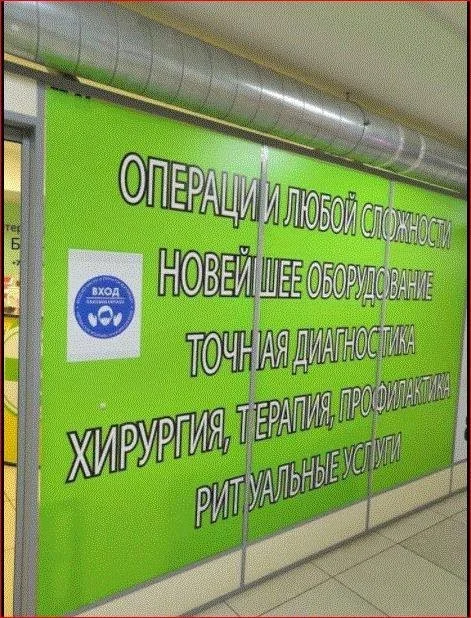 ОПЕРАЦИИ ЛЮБОЙ СЛОЖНОСТИ
НОВЕЙШЕЕ ОБОРУДОВАНИЕ
ВХОД
ТОЧНАЯ ДИАГНОСТИКА
ХИРУРГИЯ, ТЕРАПИЯ, ПРОФИЛАКТИКА
РИТУАЛЬНЫЕ УСЛУГИ